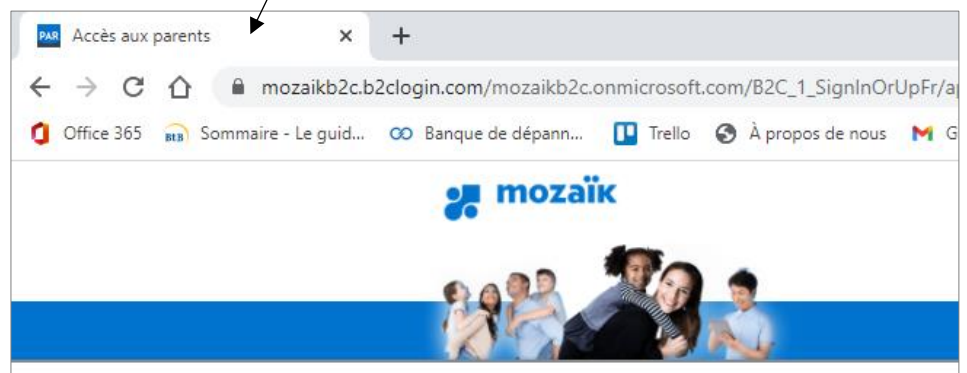 PAR Accès aux parents
mozaikb2c.b2clogin.com/mozaikb2c.onmicrosoft.com/B2C_1_SignInOrUpFr/a
Office 365 BtB Sommaire - Le guid... Banque de dépann... Trello À propos de nous G
mozaïk